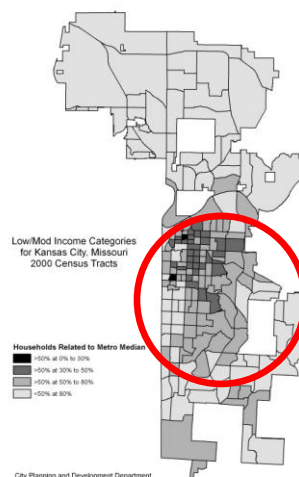 Low/Mod Income Categories
for Kansas City, Missouri
2000 Census Tracts
Households Related to Metro Median
>50% at 0% to 30%
>50% at 30% to 50%
>50% at 50% to 80%
<50% at 80%
City Planning and Development Department